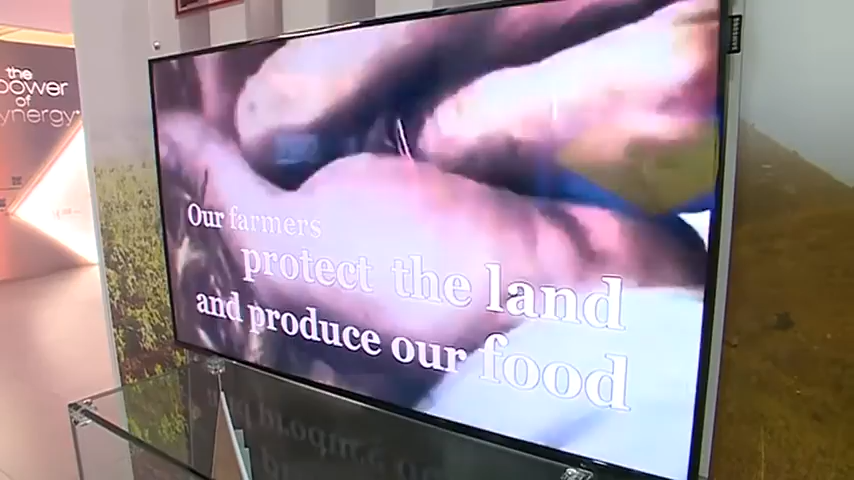 the
power
of
synergy
Our farmers
protect the land
and produce our food